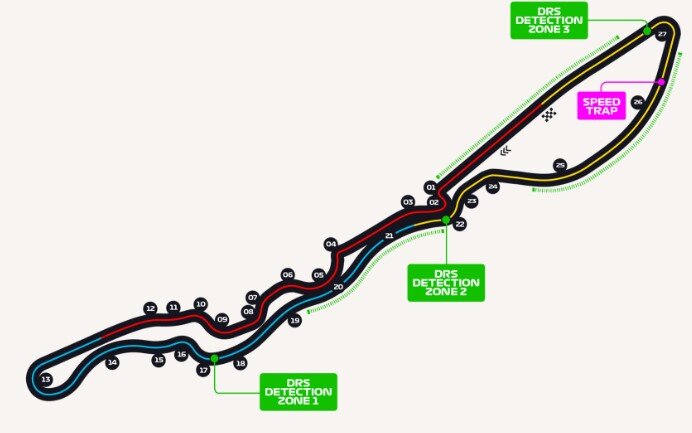 DRS
DETECTION
ZONE 3
27
SPEED
TRAP
26
25
24
01
02
03
23
22
21
04
DRS
DETECTION
ZONE 2
05
06
20
07
08
19
12
11
10
09
18
17
16
15
14
13
DRS
DETECTION
ZONE 1